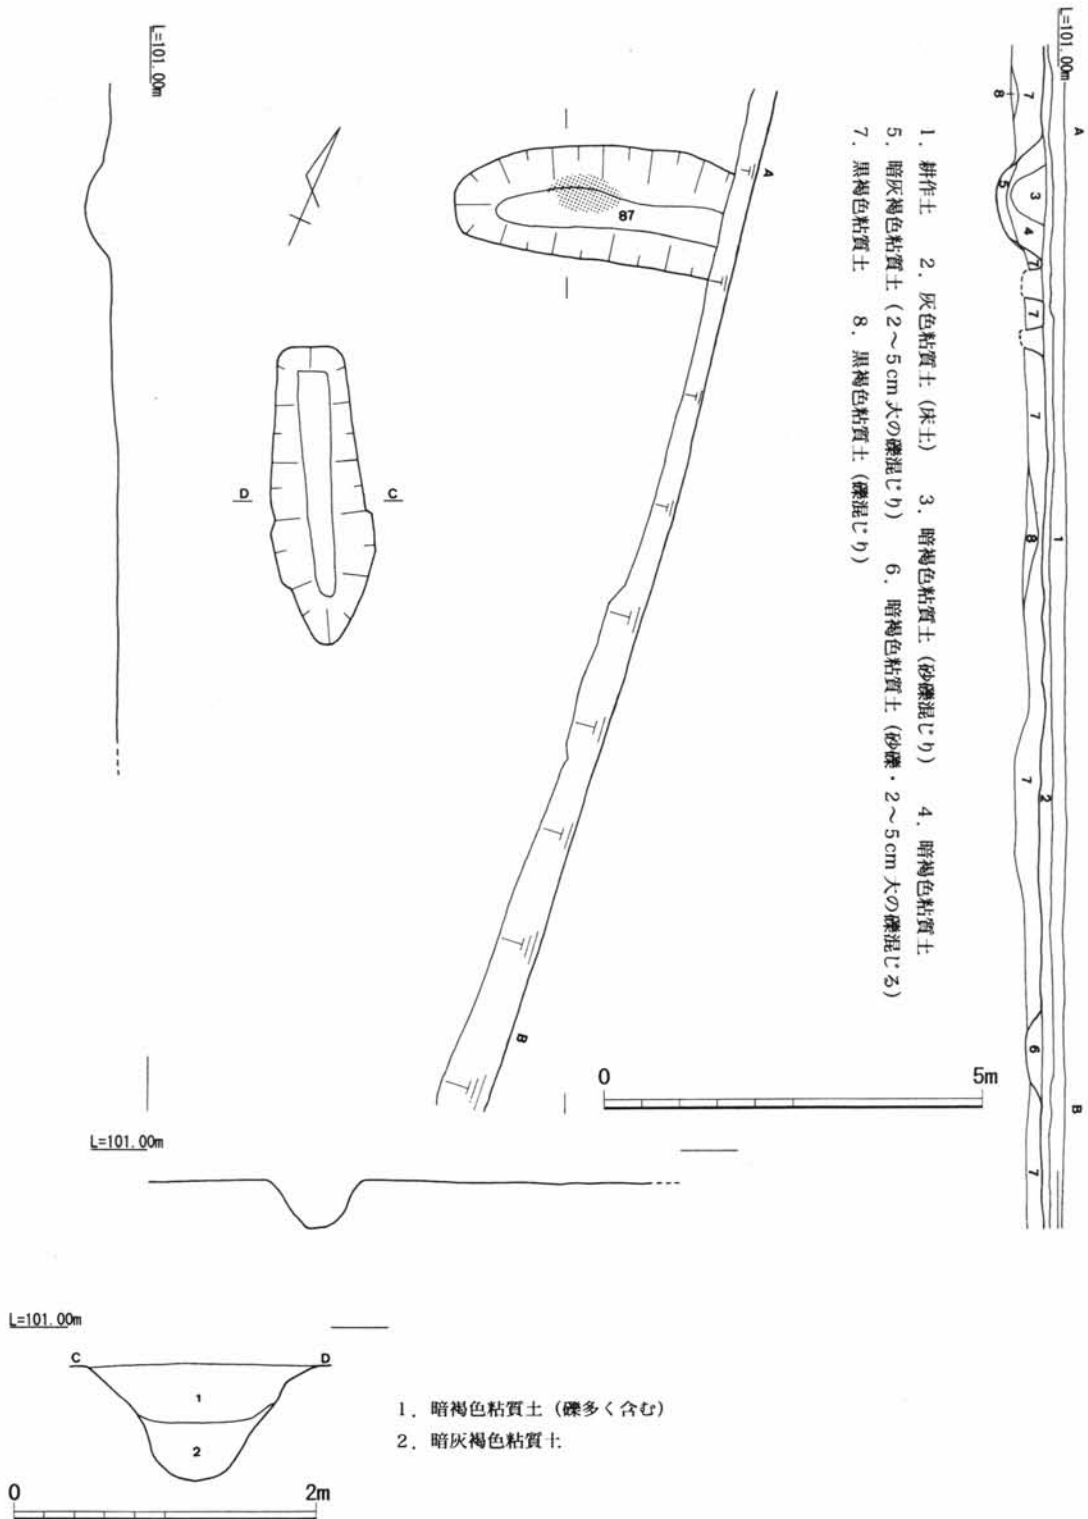 L=101.00m
L=101.00m
A
7
8
5
3
4
7
7
7
8
1
7
2
6
B
7
1. 耕作土 2. 灰色粘質土(床土) 3. 暗褐色粘質土(砂礫混じり) 4. 暗褐色粘質土
5. 暗灰褐色粘質土(2~5cm大の礫混じり) 6. 暗褐色粘質土(砂礫・2~5cm大の礫混じる)
7. 黒褐色粘質土 8. 黒褐色粘質土(礫混じり)
A
87
D C
B
0 5m
L=101.00m
L=101.00m
C D
1
2
1. 暗褐色粘質土(礫多く含む)
2. 暗灰褐色粘質土
0 2m